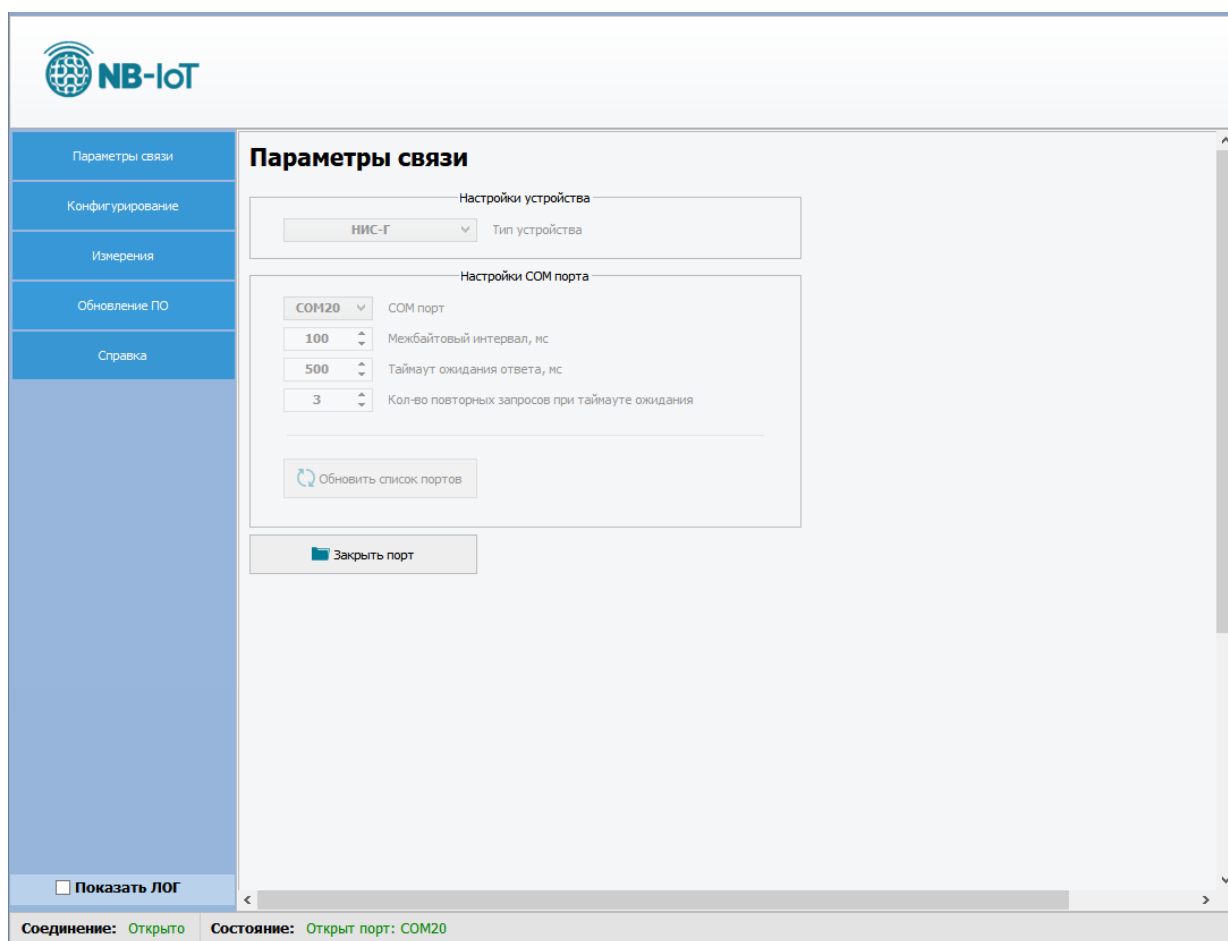 NB-IoT
Параметры связи
Конфигурирование
Измерения
Обновление ПО
Справка
Показать ЛОГ
Параметры связи
Настройки устройства
НИС-Г Тип устройства
Настройки COM порта
COM20 COM порт
100 Межбайтовый интервал, мс
500 Таймаут ожидания ответа, мс
3 Кол-во повторных запросов при таймауте ожидания
Обновить список портов
Закрыть порт
Соединение: Открыто Состояние: Открыт порт: COM20